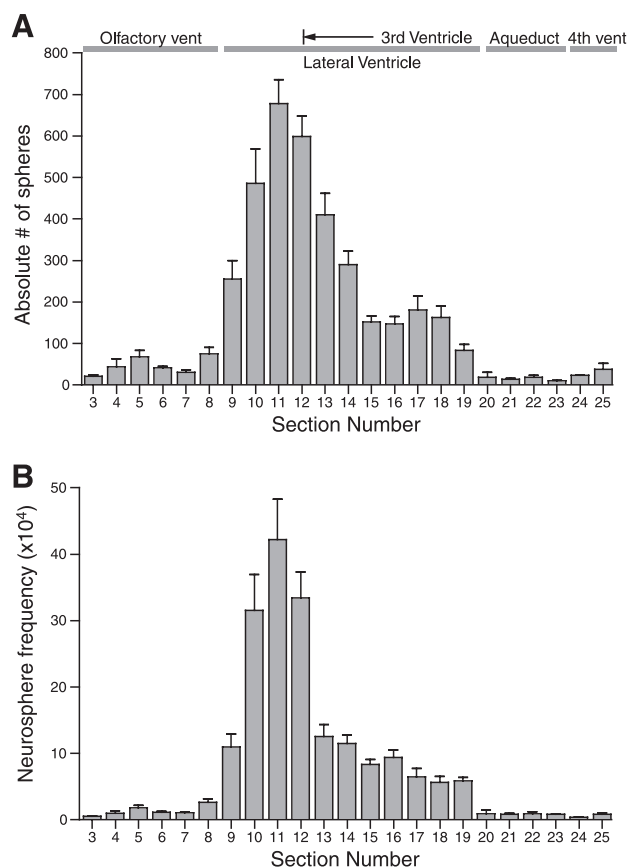 A
Olfactory vent
3rd Ventricle
Aqueduct
4th vent
Lateral Ventricle
800
700
600
500
400
300
200
100
0
Absolute # of spheres
3 4 5 6 7 8 9 10 11 12 13 14 15 16 17 18 19 20 21 22 23 24 25
Section Number
B
50
40
30
20
10
0
Neurosphere frequency (x10⁴)
3 4 5 6 7 8 9 10 11 12 13 14 15 16 17 18 19 20 21 22 23 24 25
Section Number